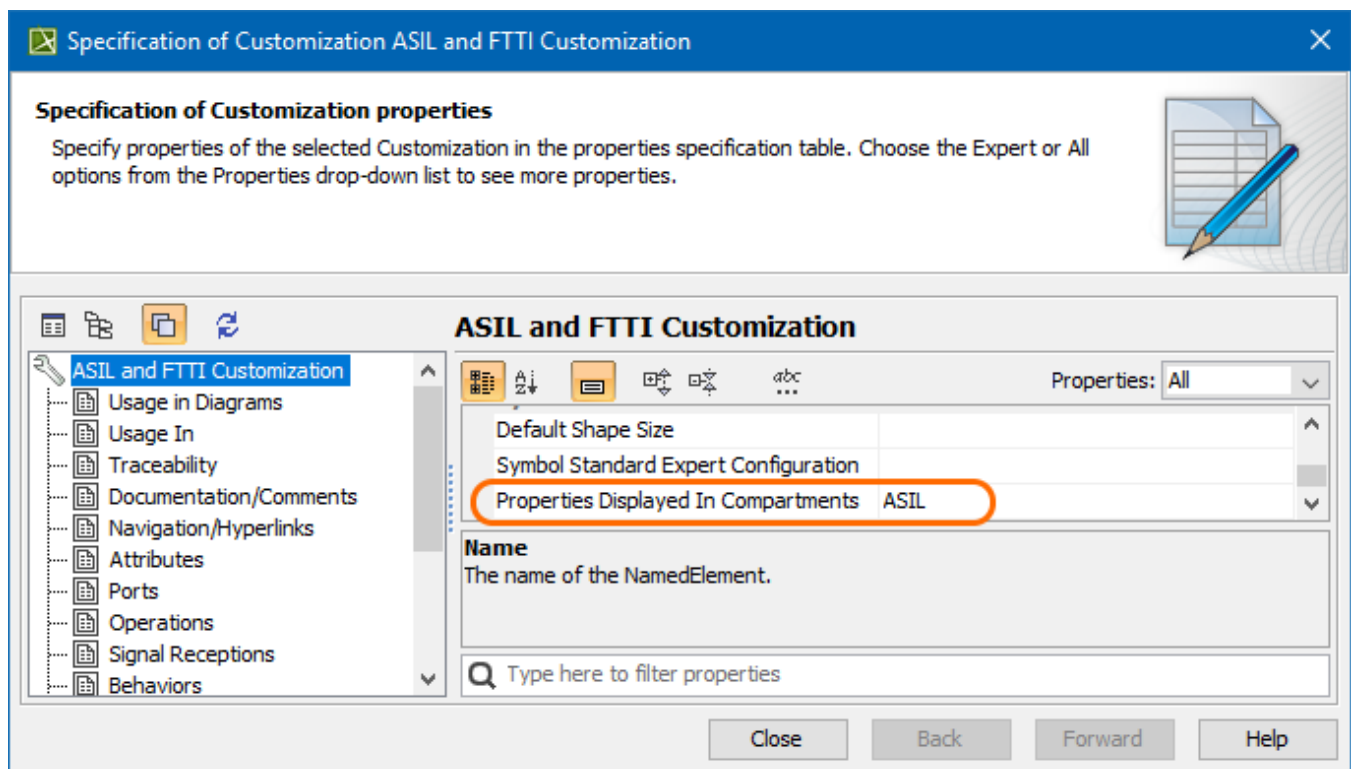 Specification of Customization ASIL and FTTI Customization
Specification of Customization properties
Specify properties of the selected Customization in the properties specification table. Choose the Expert or All
options from the Properties drop-down list to see more properties.
ASIL and FTTI Customization
Usage in Diagrams
Usage In
Traceability
Documentation/Comments
Navigation/Hyperlinks
Attributes
Ports
Operations
Signal Receptions
Behaviors
ASIL and FTTI Customization
abc Properties: All
Default Shape Size
Symbol Standard Expert Configuration
Properties Displayed In Compartments ASIL
Name
The name of the NamedElement.
Type here to filter properties
Close Back Forward Help